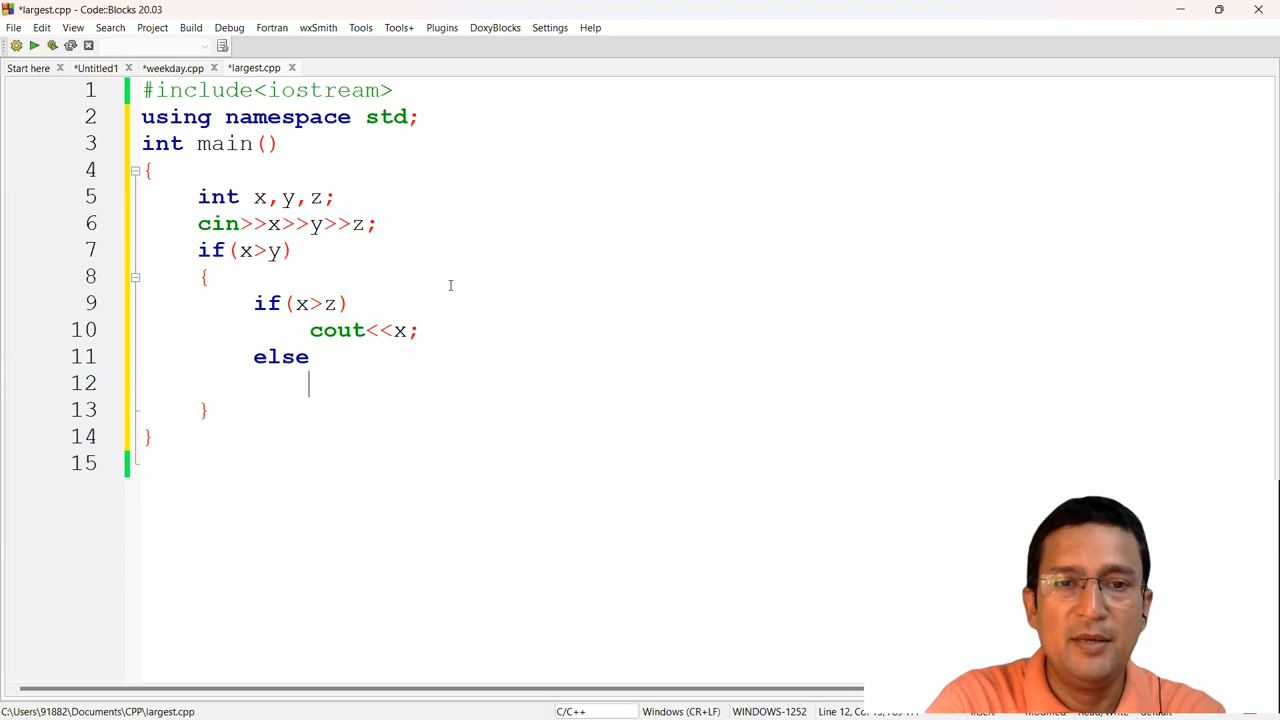 *largest.cpp - Code::Blocks 20.03
File Edit View Search Project Build Debug Fortran wxSmith Tools Tools+ Plugins DoxyBlocks Settings Help
Start here *Untitled1 *weekday.cpp *largest.cpp
1 #include<iostream>
2 using namespace std;
3 int main()
4 {
5 int x,y,z;
6 cin>>x>>y>>z;
7 if(x>y)
8 {
9 if(x>z)
10 cout<<x;
11 else
12
13 }
14 }
15
C:\Users\91882\Documents\CPP\largest.cpp C/C++ Windows (CR+LF) WINDOWS-1252 Line 12,